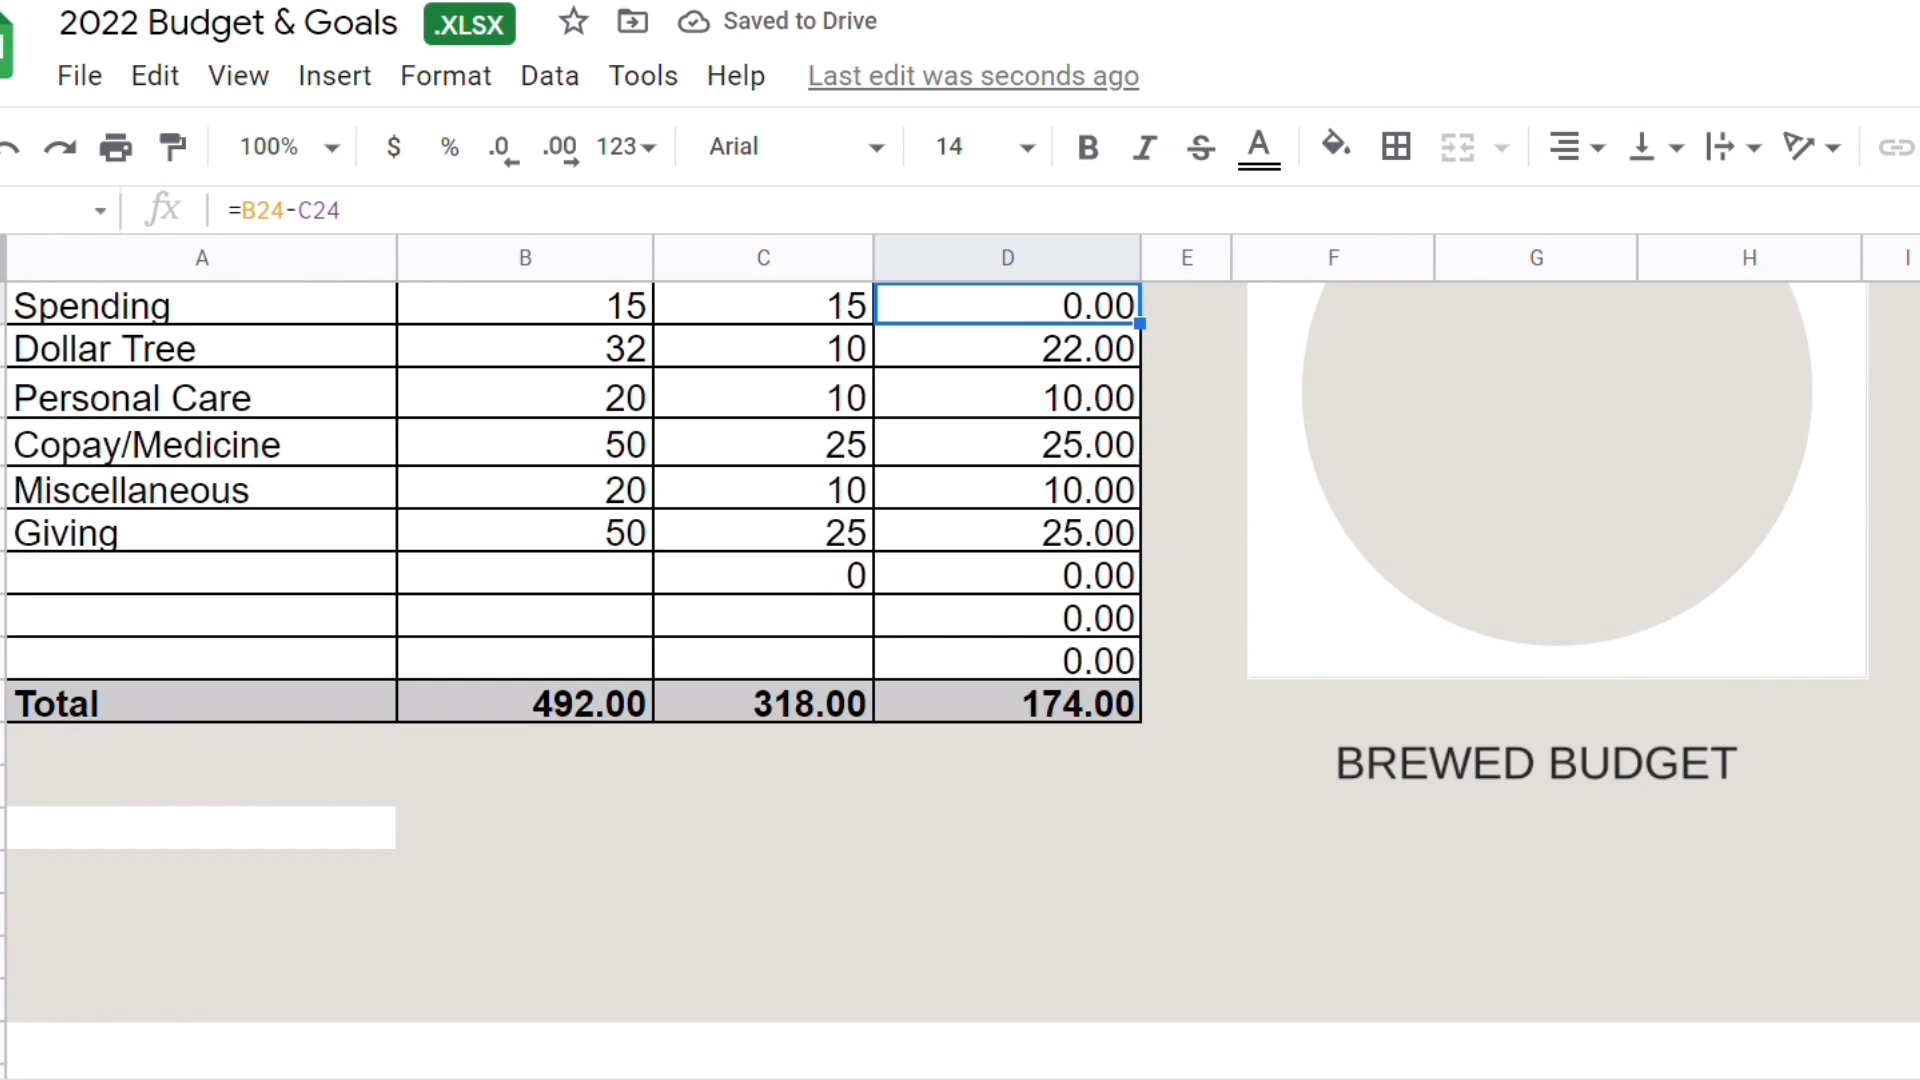 2022 Budget & Goals .XLSX Saved to Drive
File Edit View Insert Format Data Tools Help Last edit was seconds ago
100% $ % .0 .00 123 Arial 14 B I S A
fx =B24-C24
A B C D E F G H I
Spending 15 15 0.00
Dollar Tree 32 10 22.00
Personal Care 20 10 10.00
Copay/Medicine 50 25 25.00
Miscellaneous 20 10 10.00
Giving 50 25 25.00
0 0.00
0.00
0.00
Total 492.00 318.00 174.00
BREWED BUDGET